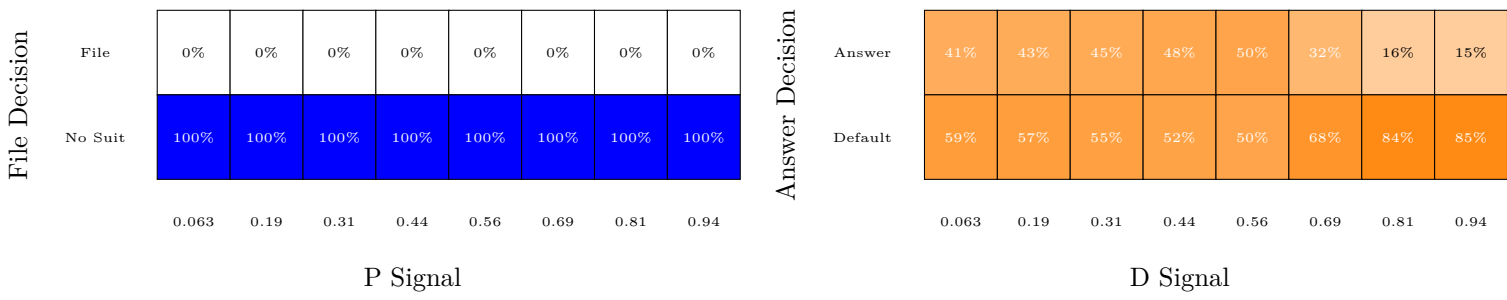 File Decision
File 0% 0% 0% 0% 0% 0% 0% 0%
No Suit 100% 100% 100% 100% 100% 100% 100% 100%
0.063 0.19 0.31 0.44 0.56 0.69 0.81 0.94
P Signal
Answer Decision
Answer 41% 43% 45% 48% 50% 32% 16% 15%
Default 59% 57% 55% 52% 50% 68% 84% 85%
0.063 0.19 0.31 0.44 0.56 0.69 0.81 0.94
D Signal